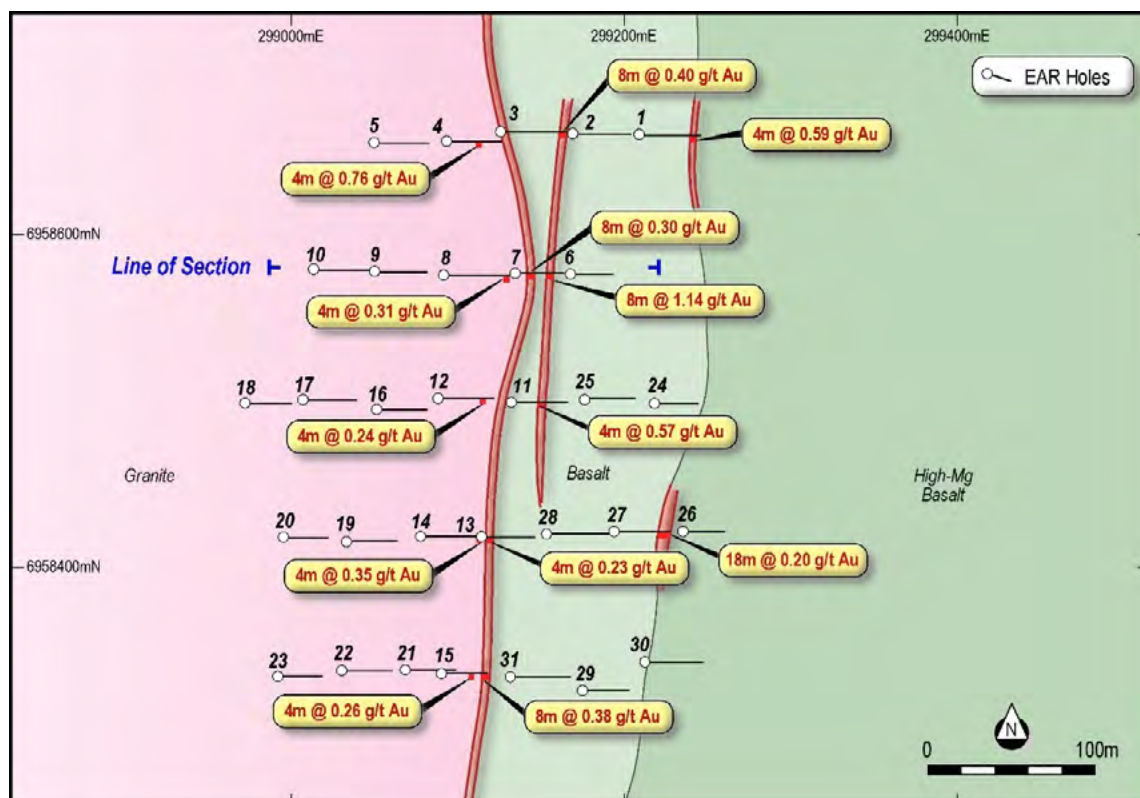 299000mE
299200mE
299400mE
EAR Holes
8m @ 0.40 g/t Au
5
4
3
2
1
4m @ 0.59 g/t Au
4m @ 0.76 g/t Au
6958600mN
8m @ 0.30 g/t Au
Line of Section
10
9
8
7
6
4m @ 0.31 g/t Au
8m @ 1.14 g/t Au
18
17
16
12
11
25
24
4m @ 0.24 g/t Au
4m @ 0.57 g/t Au
Granite
Basalt
High-Mg
Basalt
20
19
14
13
28
27
26
6958400mN
4m @ 0.35 g/t Au
4m @ 0.23 g/t Au
18m @ 0.20 g/t Au
23
22
21
15
31
29
30
4m @ 0.26 g/t Au
8m @ 0.38 g/t Au
N
0
100m